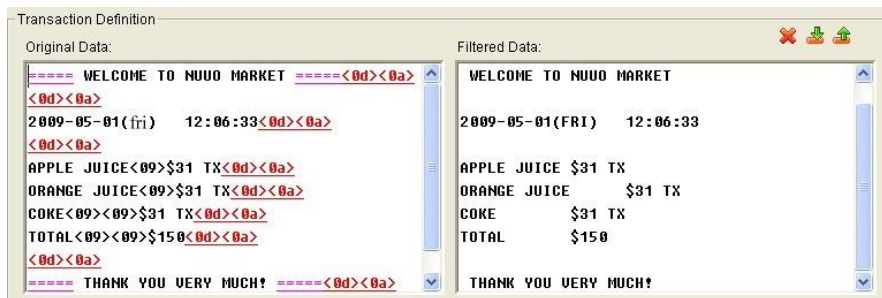 Transaction Definition
Original Data:
===== WELCOME TO NUUO MARKET =====<0d><0a>
<0d><0a>
2009-05-01(fri) 12:06:33<0d><0a>
<0d><0a>
APPLE JUICE<09>$31 TX<0d><0a>
ORANGE JUICE<09>$31 TX<0d><0a>
COKE<09><09>$31 TX<0d><0a>
TOTAL<09><09>$150<0d><0a>
<0d><0a>
===== THANK YOU VERY MUCH! =====<0d><0a>
Filtered Data:
WELCOME TO NUUO MARKET
2009-05-01(FRI) 12:06:33
APPLE JUICE $31 TX
ORANGE JUICE $31 TX
COKE $31 TX
TOTAL $150
THANK YOU VERY MUCH!